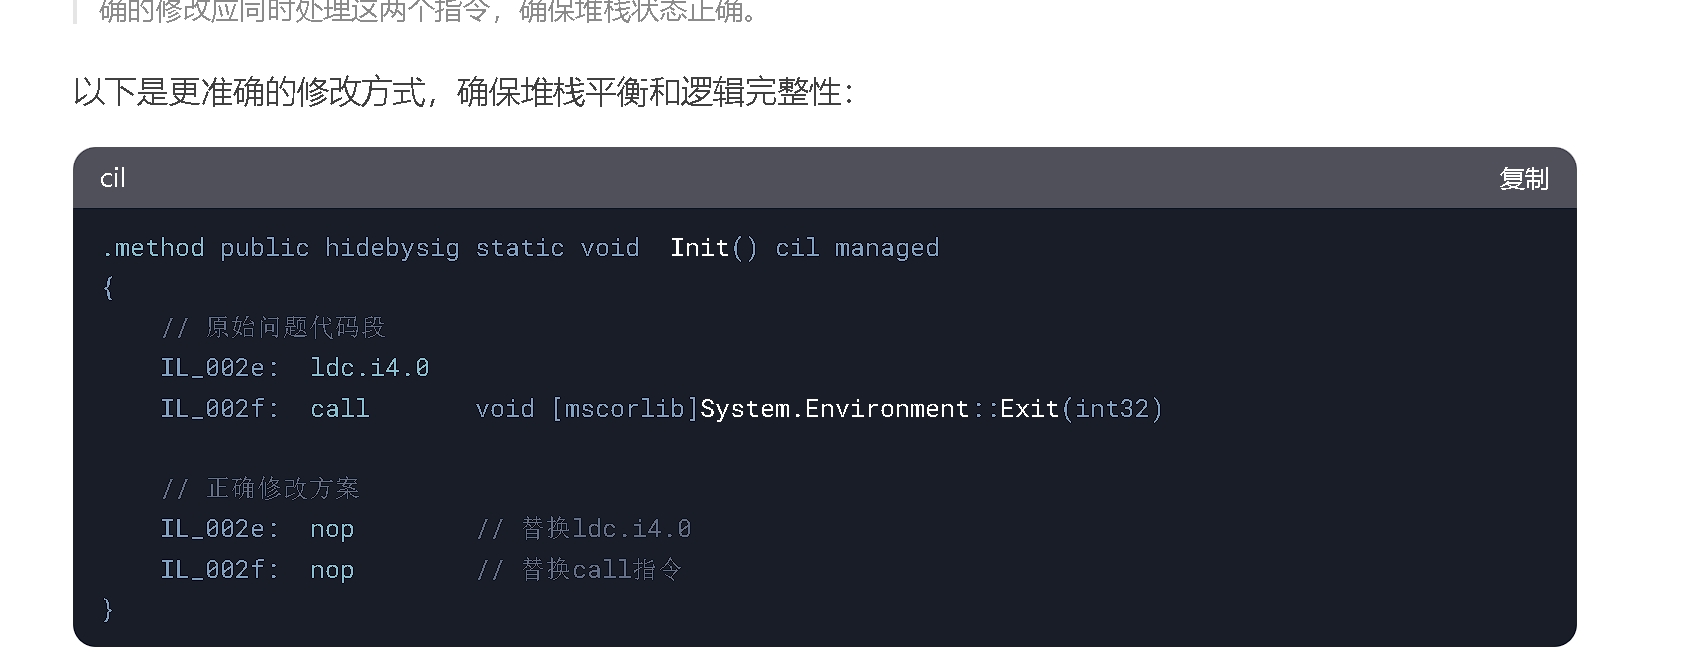 确的修改应同时处理这两个指令，确保堆栈状态正确。
以下是更准确的修改方式，确保堆栈平衡和逻辑完整性：
cil
复制
.method public hidebysig static void  Init() cil managed
{
    // 原始问题代码段
    IL_002e:  ldc.i4.0
    IL_002f:  call       void [mscorlib]System.Environment::Exit(int32)
    // 正确修改方案
    IL_002e:  nop        // 替换ldc.i4.0
    IL_002f:  nop        // 替换call指令
}